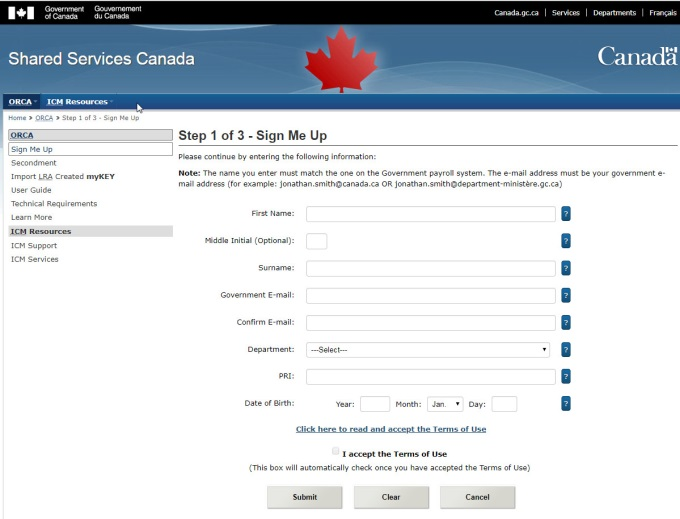 Government of Canada
Gouvernement du Canada
Canada.gc.ca | Services | Departments | Français
Shared Services Canada
Canada
ORCA
ICM Resources
Home > ORCA > Step 1 of 3 - Sign Me Up
ORCA
Sign Me Up
Secondment
Import LRA Created myKEY
User Guide
Technical Requirements
Learn More
ICM Resources
ICM Support
ICM Services
Step 1 of 3 - Sign Me Up
Please continue by entering the following information:
Note: The name you enter must match the one on the Government payroll system. The e-mail address must be your government e-
mail address (for example: jonathan.smith@canada.ca OR jonathan.smith@department-ministère.gc.ca)
First Name: ?
Middle Initial (Optional): ?
Surname: ?
Government E-mail: ?
Confirm E-mail: ?
Department: ---Select--- ?
PRI: ?
Date of Birth: Year: Month: Jan. Day: ?
Click here to read and accept the Terms of Use
I accept the Terms of Use
(This box will automatically check once you have accepted the Terms of Use)
Submit Clear Cancel